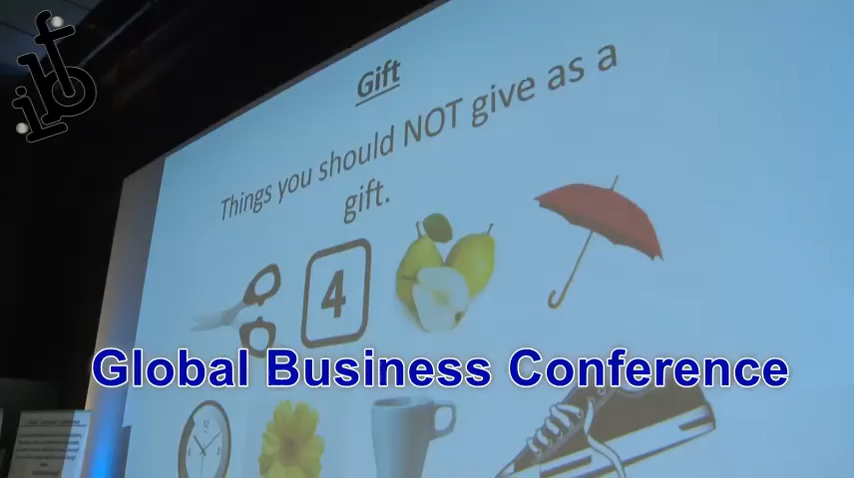 Gift
Things you should NOT give as a
gift.
4
Global Business Conference